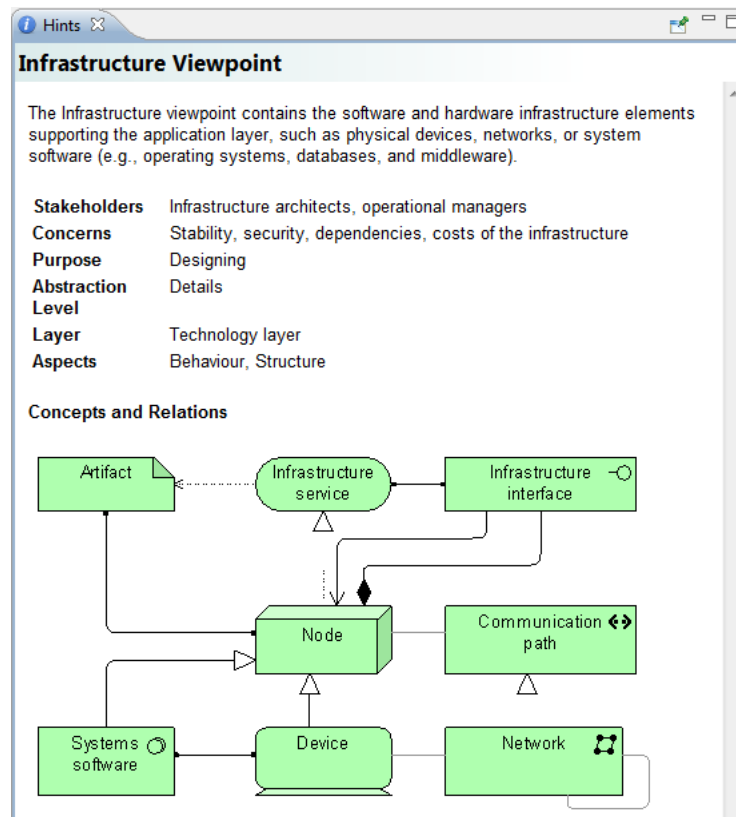 Hints
Infrastructure Viewpoint
The Infrastructure viewpoint contains the software and hardware infrastructure elements
supporting the application layer, such as physical devices, networks, or system
software (e.g., operating systems, databases, and middleware).
Stakeholders Infrastructure architects, operational managers
Concerns Stability, security, dependencies, costs of the infrastructure
Purpose Designing
Abstraction Details
Level
Layer Technology layer
Aspects Behaviour, Structure
Concepts and Relations
Artifact
Infrastructure
service
Infrastructure
interface
Node
Communication
path
Systems
software
Device
Network